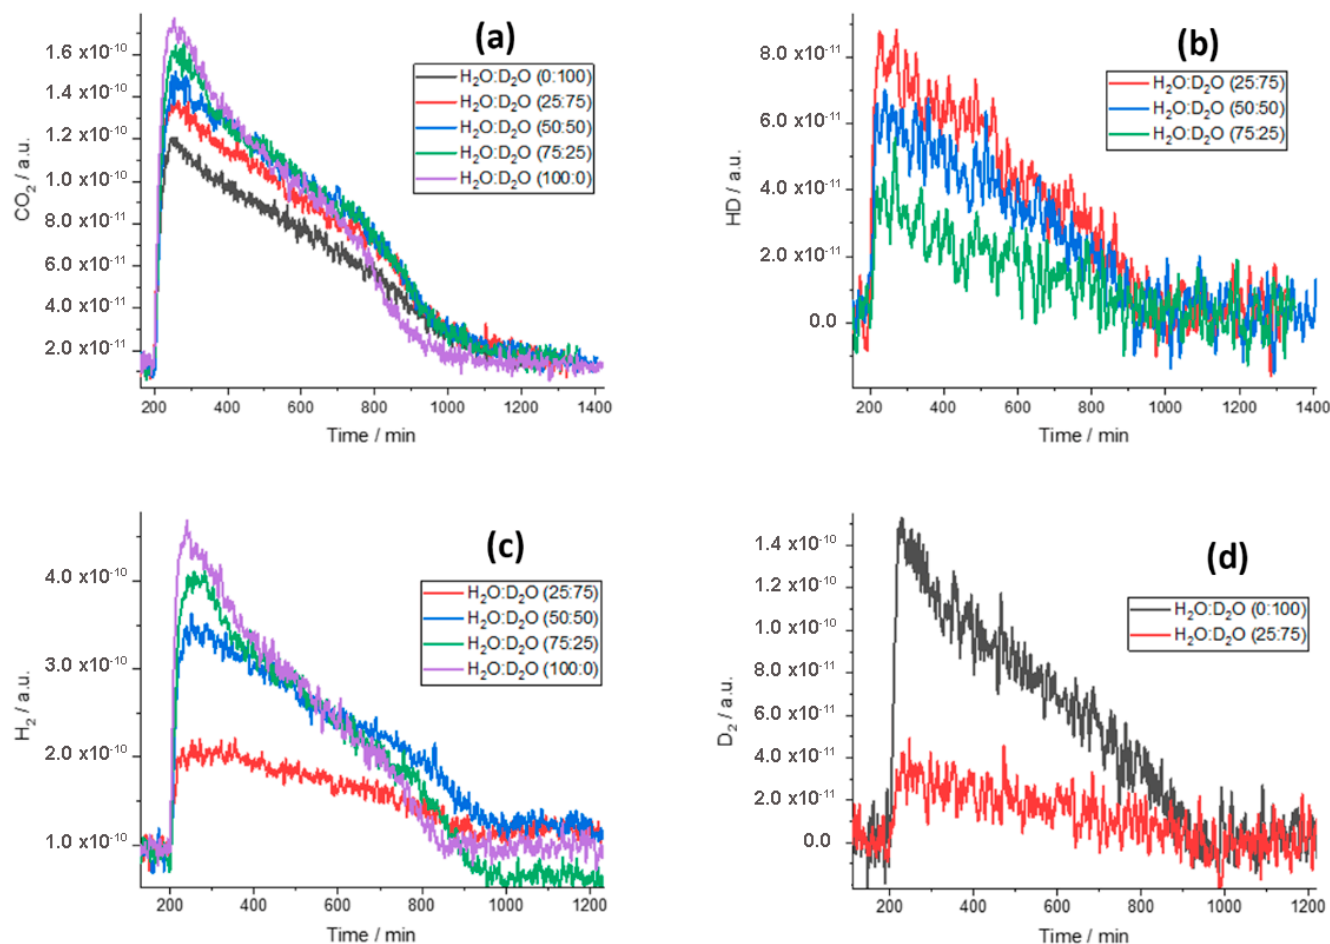 (a)
CO2 / a.u.
1.6 x10-10
1.4 x10-10
1.2 x10-10
1.0 x10-10
8.0 x10-11
6.0 x10-11
4.0 x10-11
2.0 x10-11
H2O:D2O (0:100)
H2O:D2O (25:75)
H2O:D2O (50:50)
H2O:D2O (75:25)
H2O:D2O (100:0)
200 400 600 800 1000 1200 1400
Time / min
(b)
HD / a.u.
8.0 x10-11
6.0 x10-11
4.0 x10-11
2.0 x10-11
0.0
H2O:D2O (25:75)
H2O:D2O (50:50)
H2O:D2O (75:25)
200 400 600 800 1000 1200 1400
Time / min
(c)
H2 / a.u.
4.0 x10-10
3.0 x10-10
2.0 x10-10
1.0 x10-10
H2O:D2O (25:75)
H2O:D2O (50:50)
H2O:D2O (75:25)
H2O:D2O (100:0)
200 400 600 800 1000 1200
Time / min
(d)
D2 / a.u.
1.4 x10-10
1.2 x10-10
1.0 x10-10
8.0 x10-11
6.0 x10-11
4.0 x10-11
2.0 x10-11
0.0
H2O:D2O (0:100)
H2O:D2O (25:75)
200 400 600 800 1000 1200
Time / min